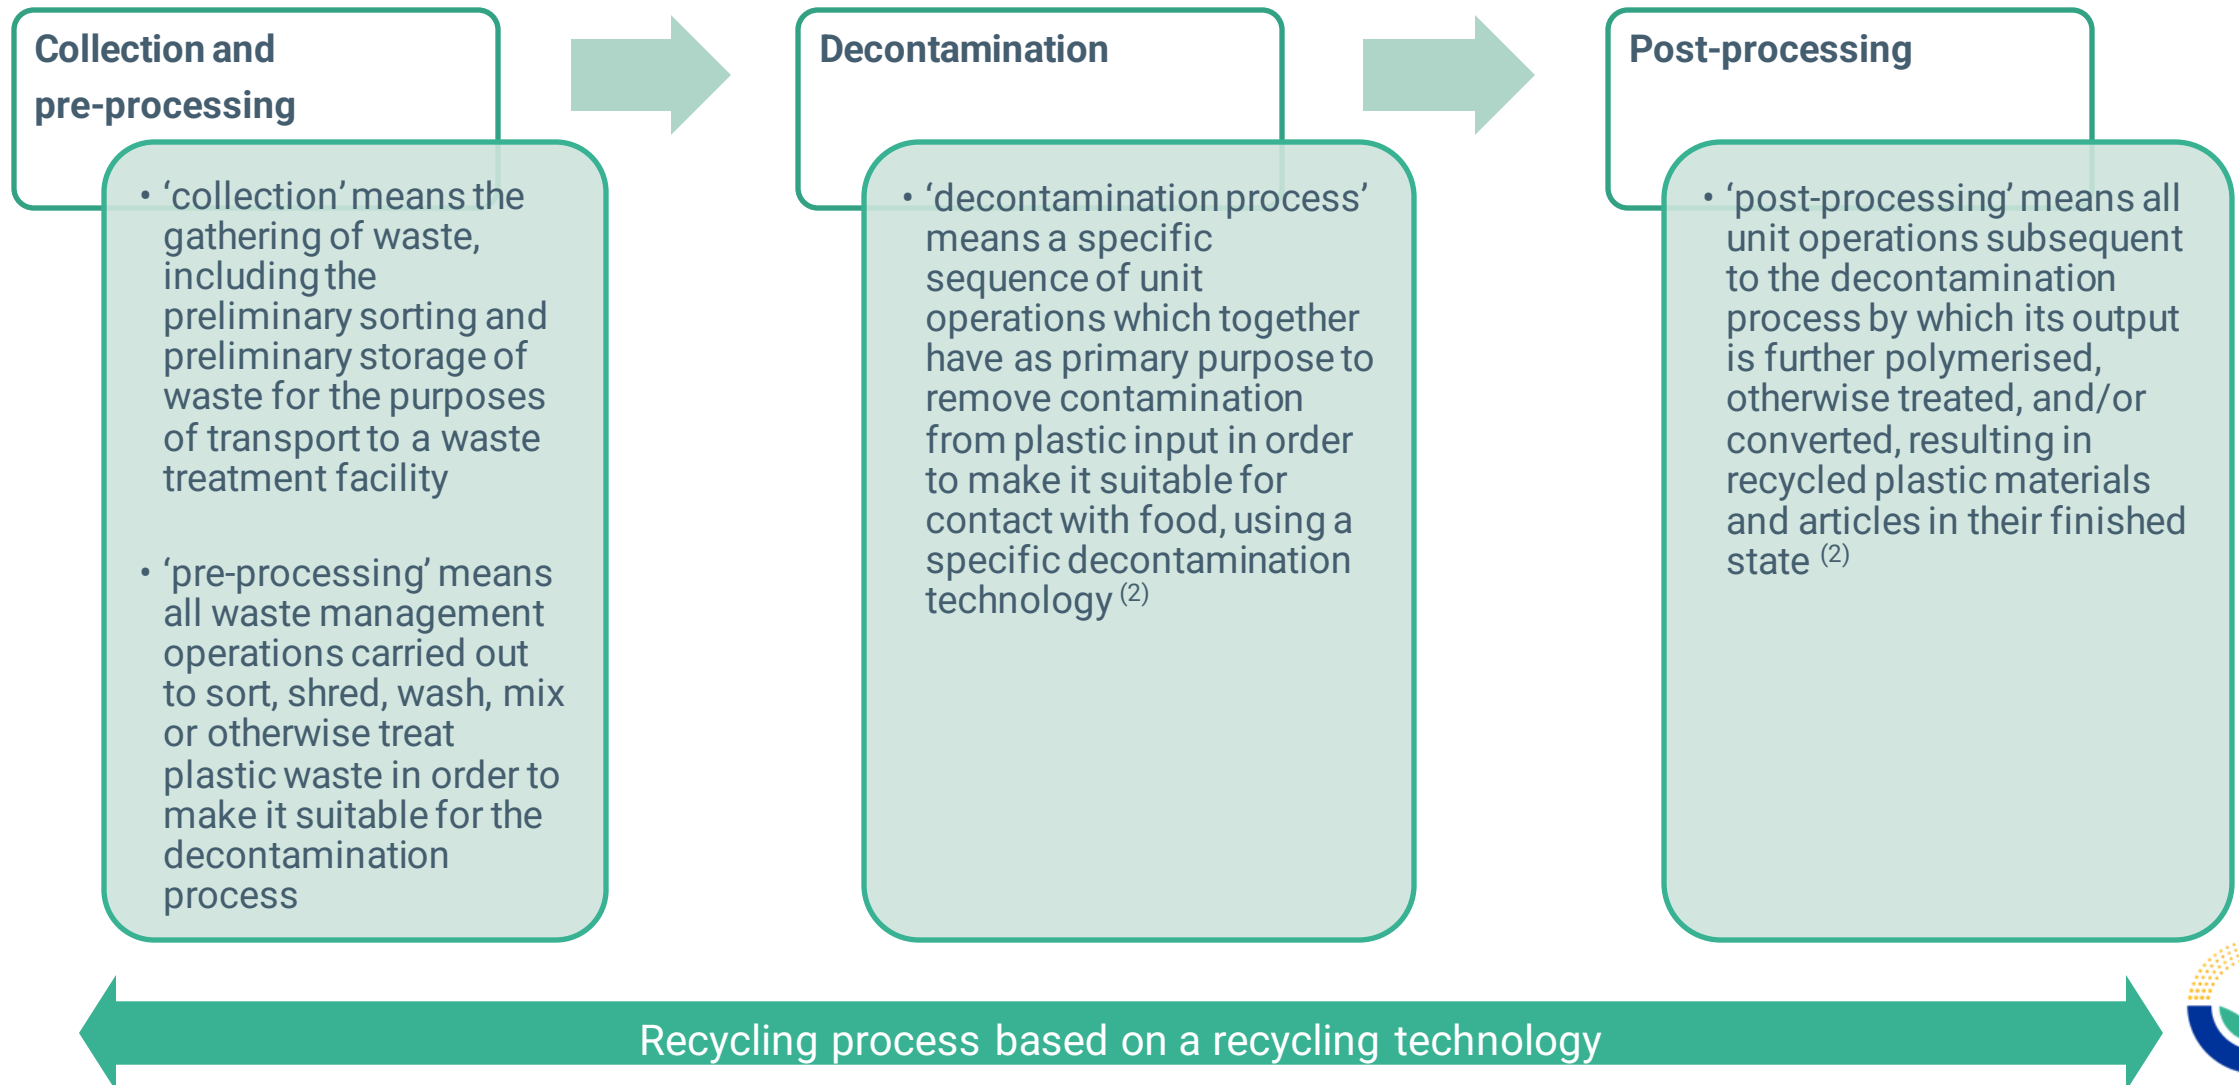 Collection and
pre-processing
• ‘collection’ means the
gathering of waste,
including the
preliminary sorting and
preliminary storage of
waste for the purposes
of transport to a waste
treatment facility
• ‘pre-processing’ means
all waste management
operations carried out
to sort, shred, wash, mix
or otherwise treat
plastic waste in order to
make it suitable for the
decontamination
process
Decontamination
• ‘decontamination process’
means a specific
sequence of unit
operations which together
have as primary purpose to
remove contamination
from plastic input in order
to make it suitable for
contact with food, using a
specific decontamination
technology (2)
Post-processing
• ‘post-processing’ means all
unit operations subsequent
to the decontamination
process by which its output
is further polymerised,
otherwise treated, and/or
converted, resulting in
recycled plastic materials
and articles in their finished
state (2)
Recycling process based on a recycling technology